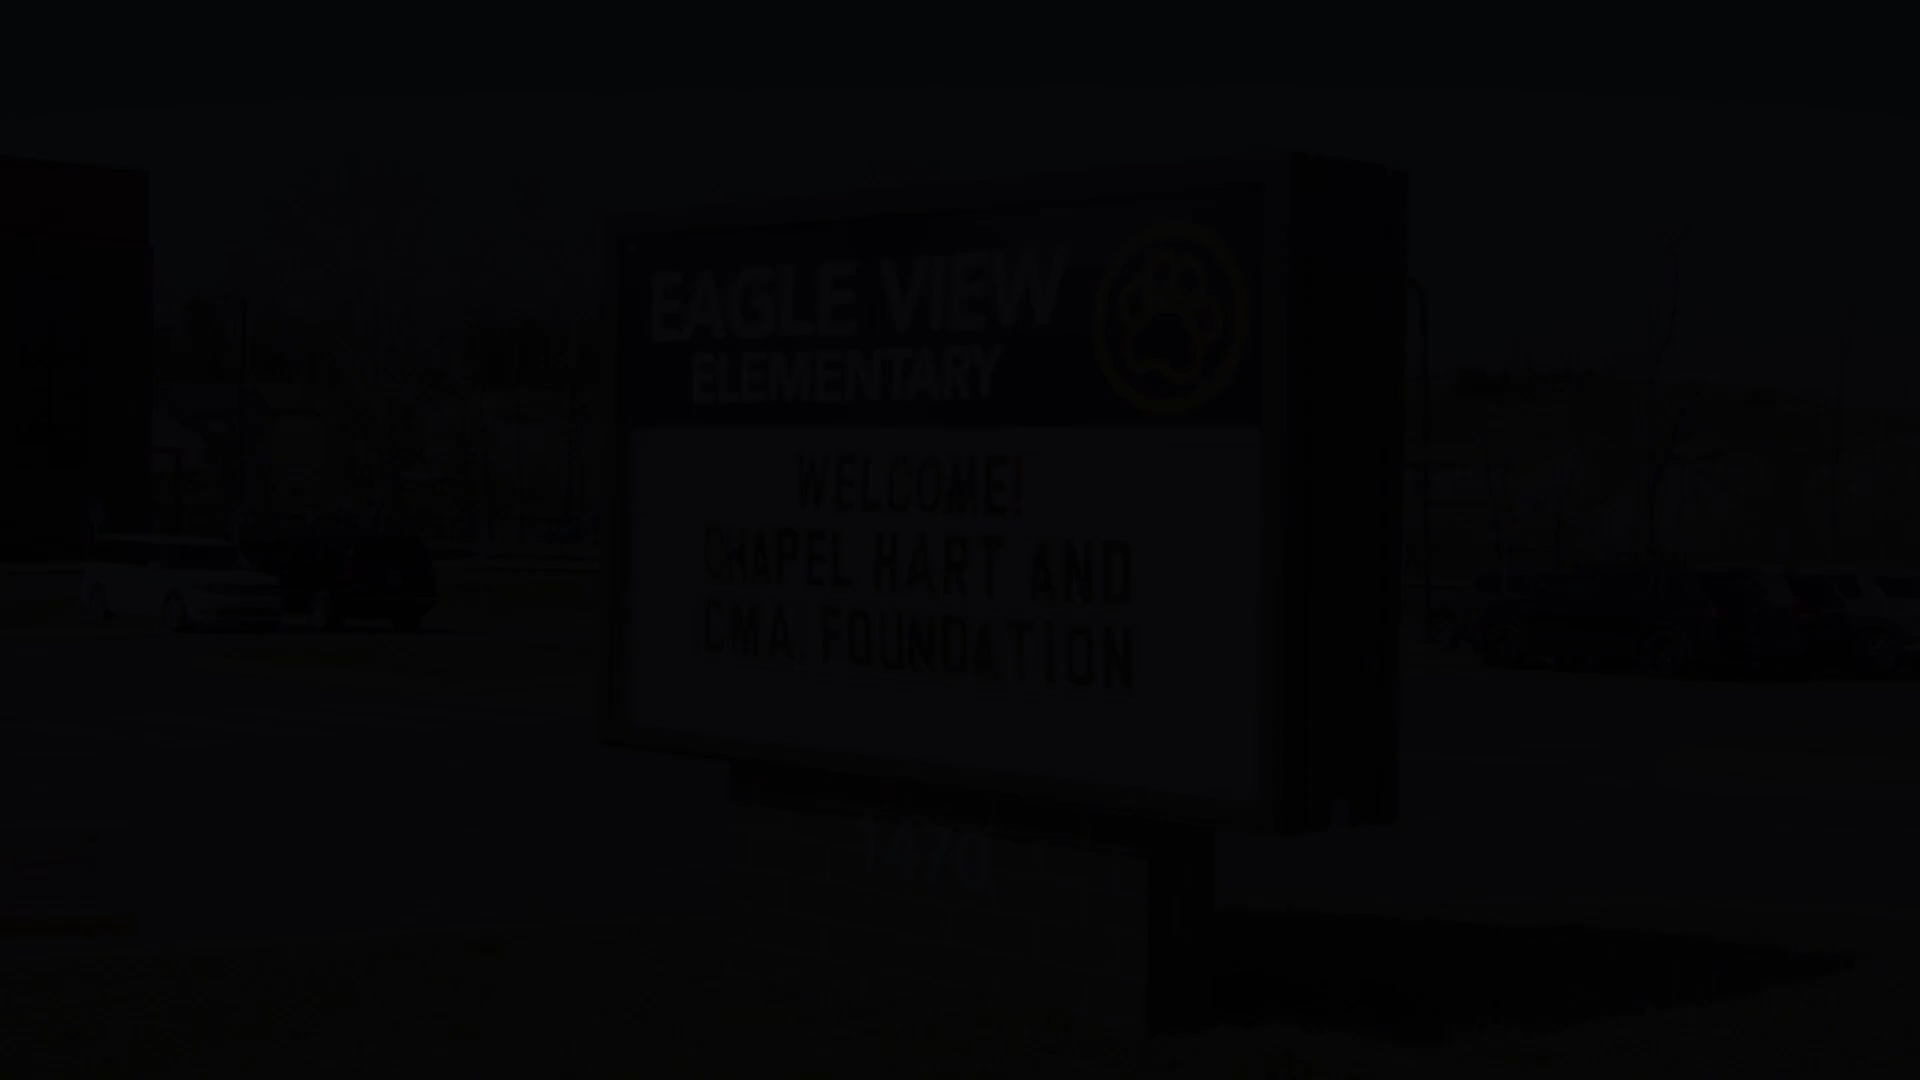 EAGLE VIEW
ELEMENTARY
WELCOME!
CHAPEL HART AND
CMA. FOUNDATION
1470